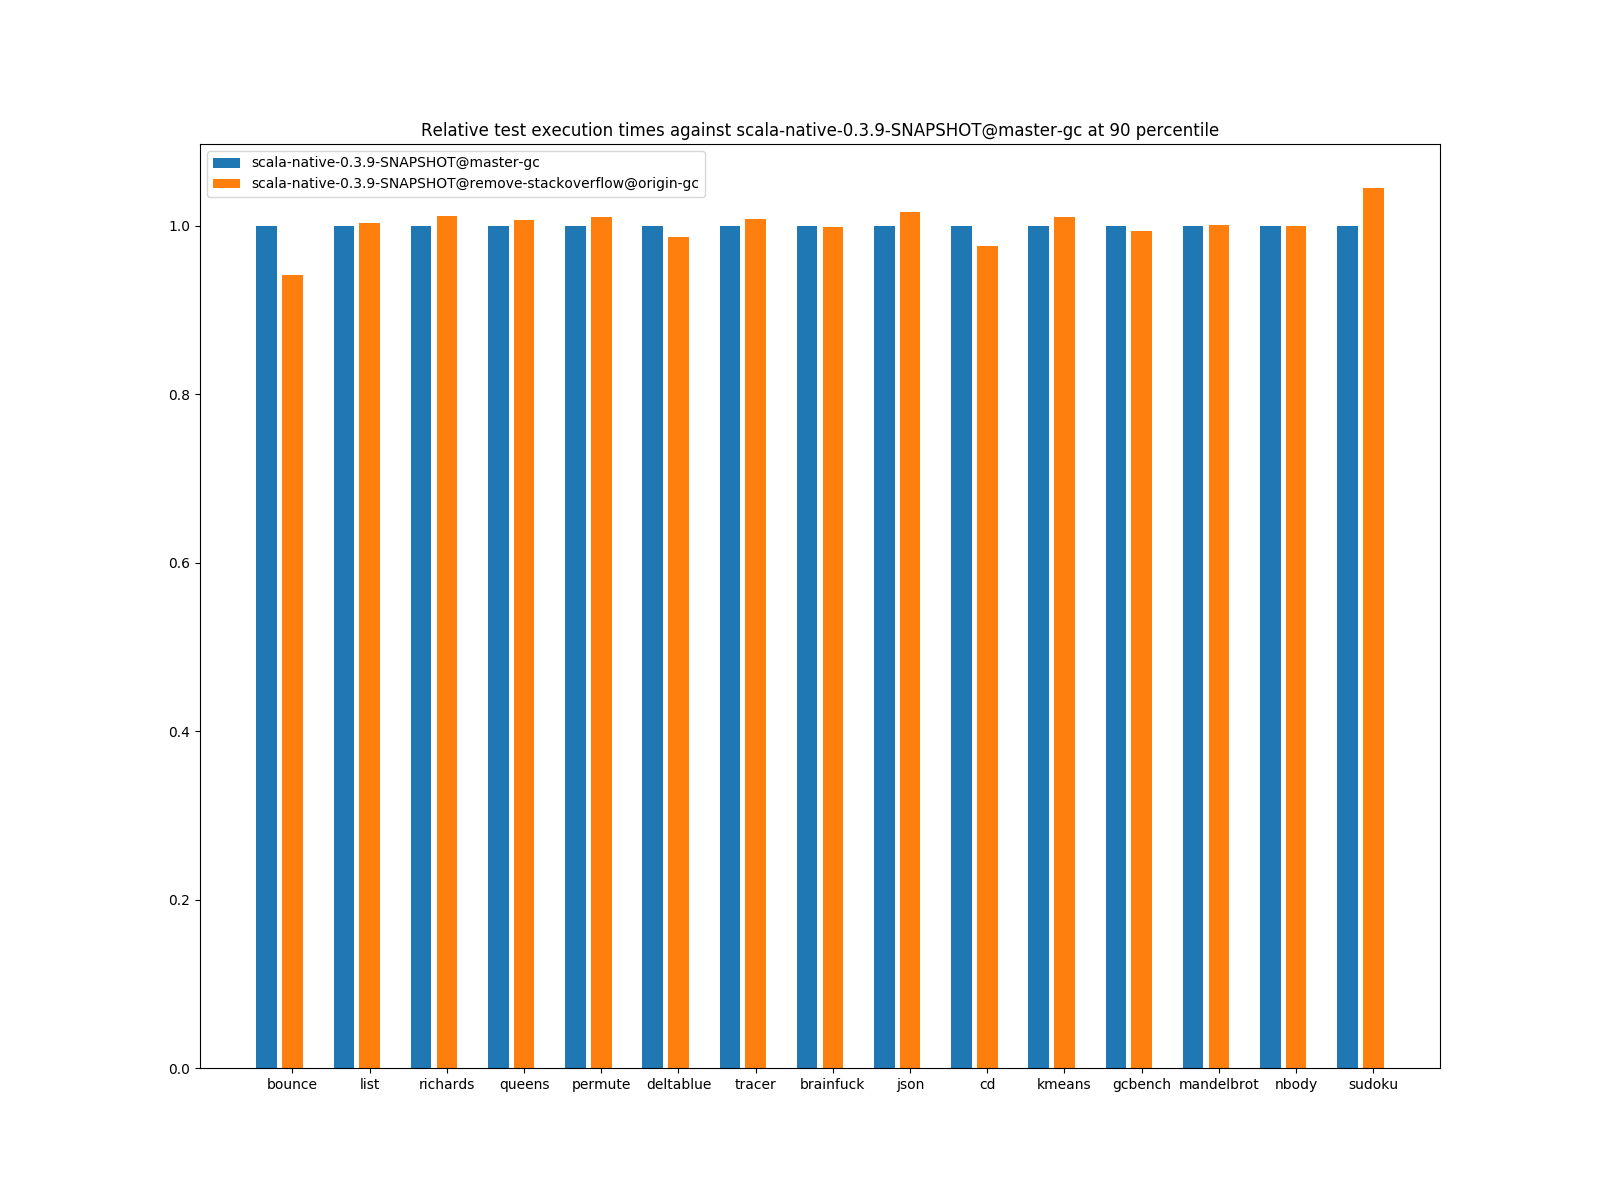 Relative test execution times against scala-native-0.3.9-SNAPSHOT@master-gc at 90 percentile
scala-native-0.3.9-SNAPSHOT@master-gc
scala-native-0.3.9-SNAPSHOT@remove-stackoverflow@origin-gc
1.0
0.8
0.6
0.4
0.2
0.0
bounce list richards queens permute deltablue tracer brainfuck json cd kmeans gcbench mandelbrot nbody sudoku